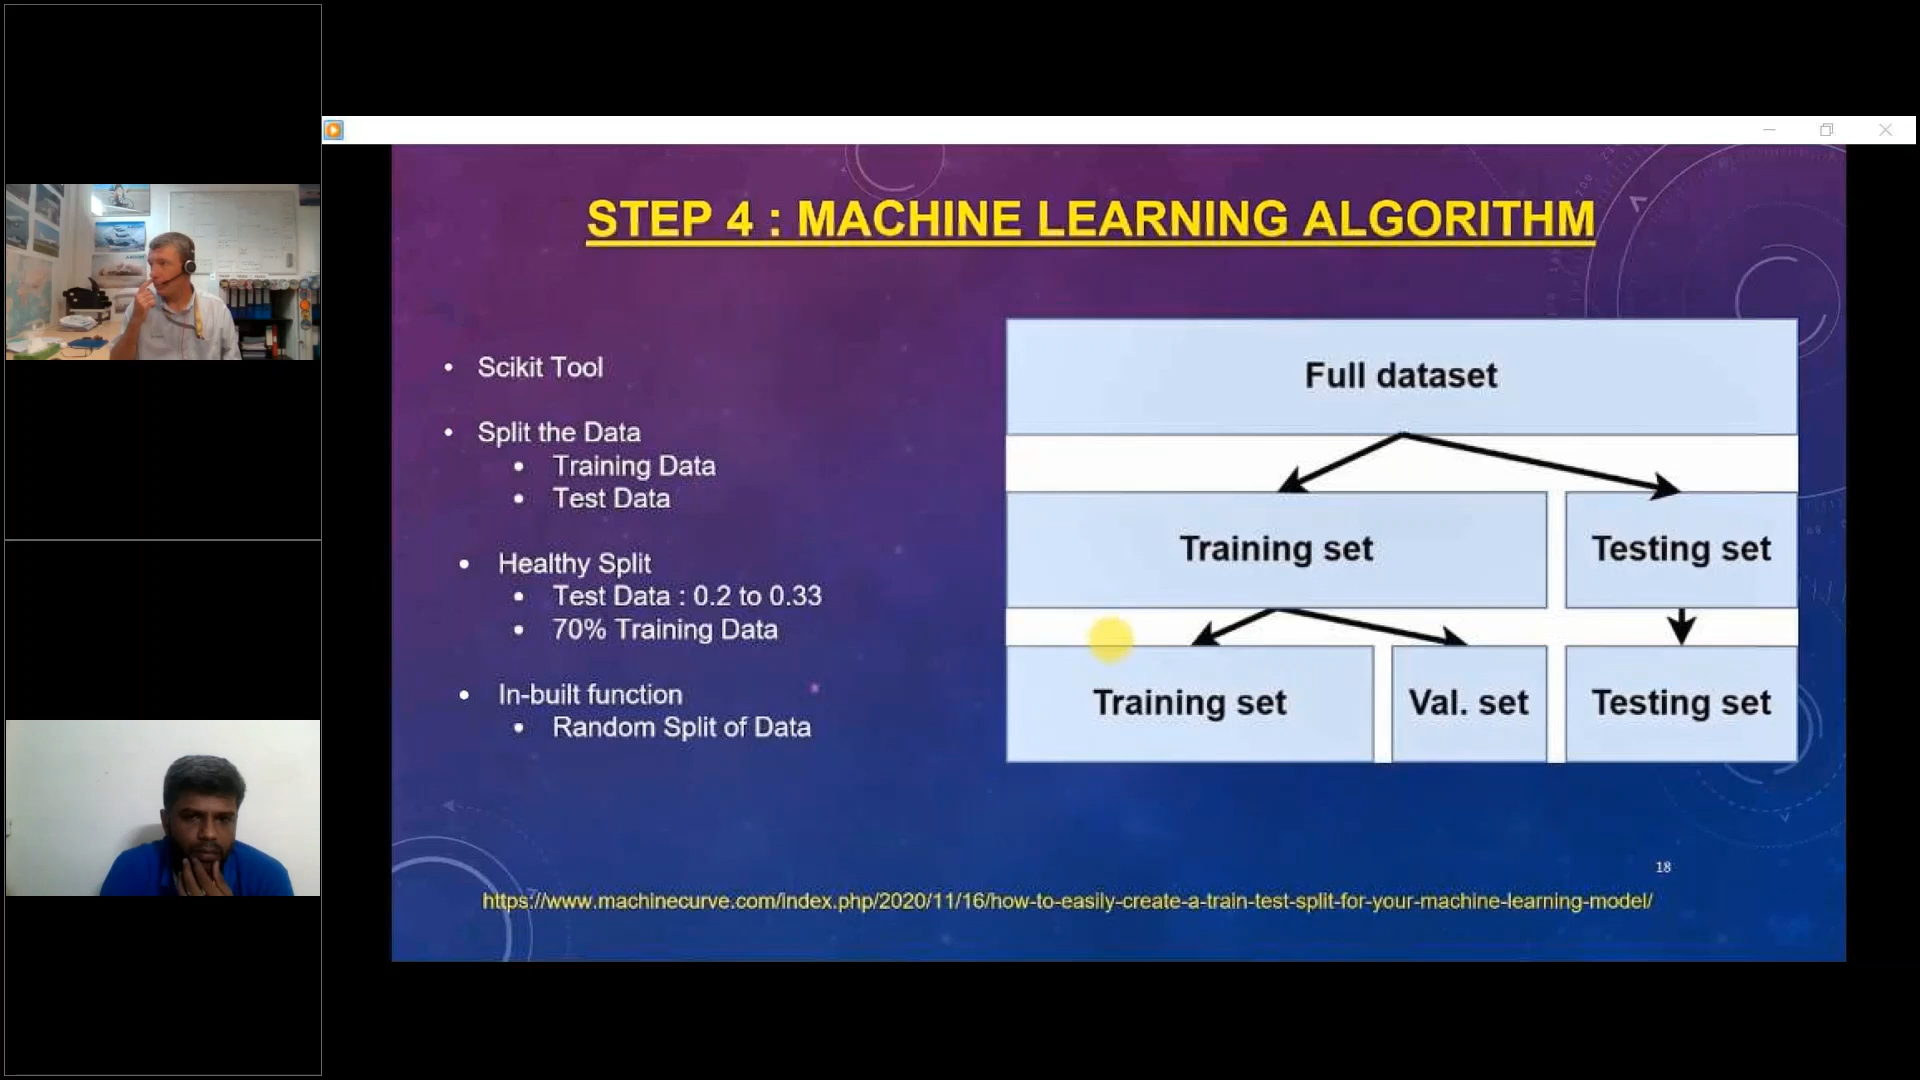 STEP 4 : MACHINE LEARNING ALGORITHM
• Scikit Tool
• Split the Data
• Training Data
• Test Data
• Healthy Split
• Test Data : 0.2 to 0.33
• 70% Training Data
• In-built function
• Random Split of Data
Full dataset
Training set
Testing set
Training set
Val. set
Testing set
18
https://www.machinecurve.com/index.php/2020/11/16/how-to-easily-create-a-train-test-split-for-your-machine-learning-model/